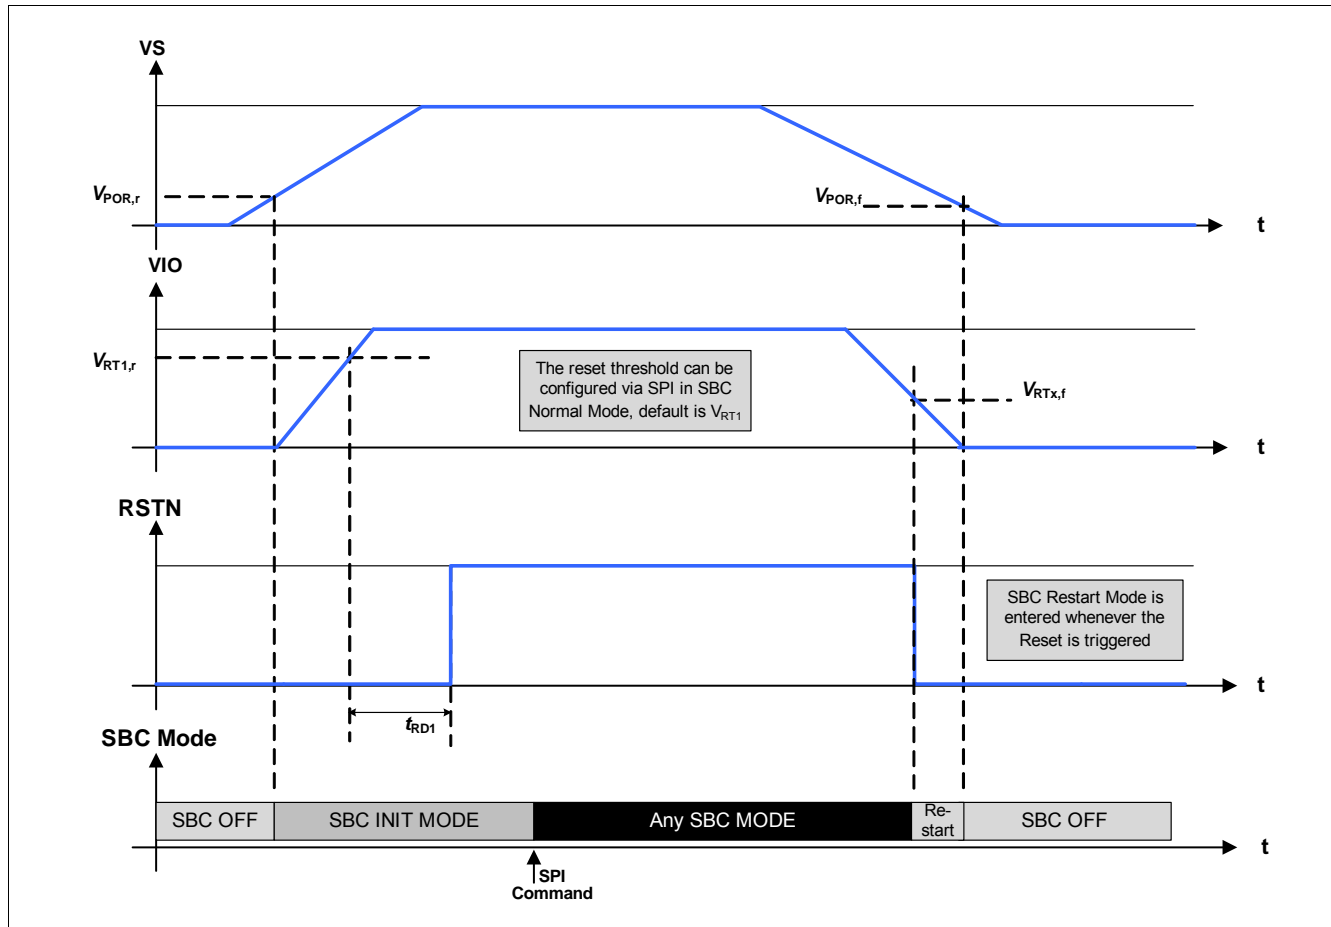 VS
VPOR,r
VPOR,f
t
VIO
VRT1,r
The reset threshold can be
configured via SPI in SBC
Normal Mode, default is VRT1
VRTx,f
t
RSTN
SBC Restart Mode is
entered whenever the
Reset is triggered
t
tRD1
SBC Mode
SBC OFF
SBC INIT MODE
Any SBC MODE
Re-
start
SBC OFF
t
SPI
Command